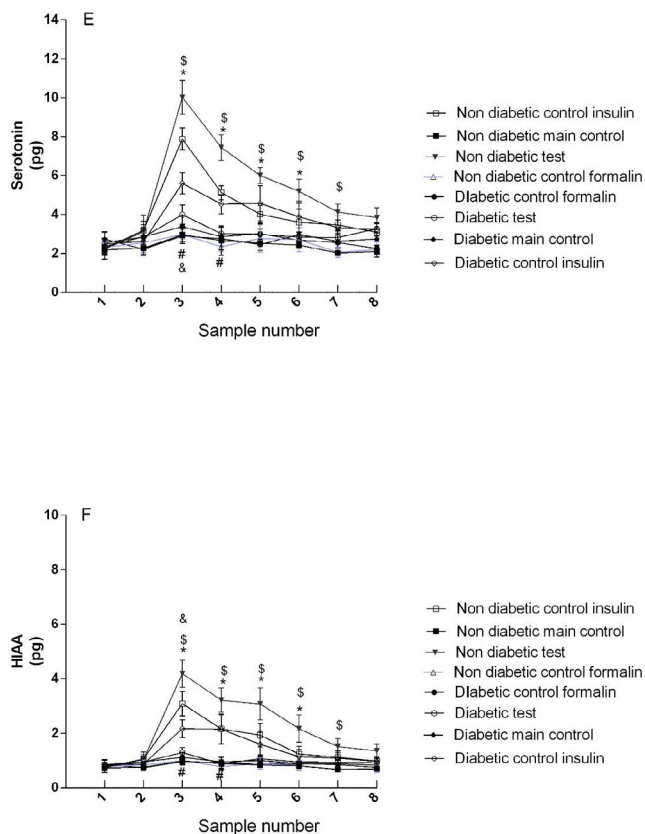 E
14
12
10
8
6
4
2
0
Serotonin
(pg)
$
*
$
*
$
*
$
*
$
#
&
#
1 2 3 4 5 6 7 8
Sample number
Non diabetic control insulin
Non diabetic main control
Non diabetic test
Non diabetic control formalin
DIabetic control formalin
Diabetic test
Diabetic main control
Diabetic control insulin
F
10
8
6
4
2
0
HIAA
(pg)
&
$
*
$
*
$
*
$
*
$
#
#
1 2 3 4 5 6 7 8
Sample number
Non diabetic control insulin
Non diabetic main control
Non diabetic test
Non diabetic control formalin
DIabetic control formalin
Diabetic test
Diabetic main control
Diabetic control insulin